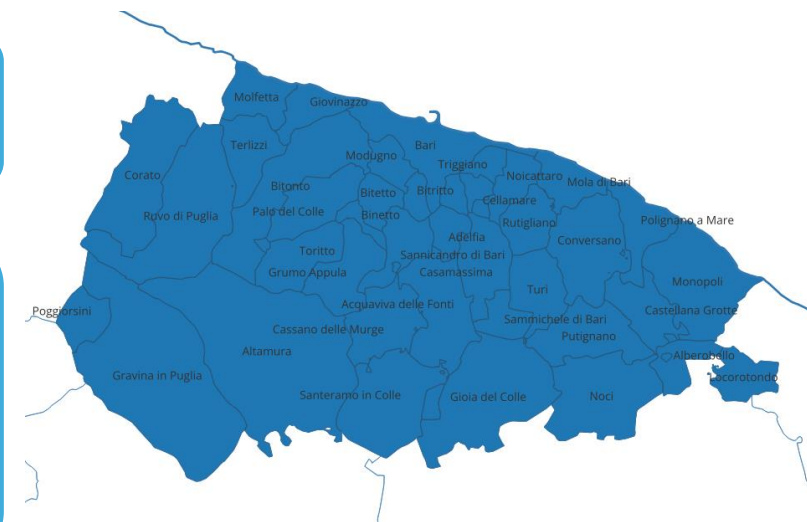 Molfetta
Giovinazzo
Terlizzi
Bari
Modugno
Triggiano
Corato
Noicattaro
Mola di Bari
Bitonto
Bitetto
Bitritto
Cellamare
Ruvo di Puglia
Palo del Colle
Binetto
Rutigliano
Polignano a Mare
Adelfia
Conversano
Toritto
Sannicandro di Bari
Grumo Appula
Casamassima
Monopoli
Turi
Poggiorsini
Acquaviva delle Fonti
Castellana Grotte
Sammichele di Bari
Cassano delle Murge
Putignano
Altamura
Alberobello
Gravina in Puglia
Locorotondo
Santeramo in Colle
Gioia del Colle
Noci